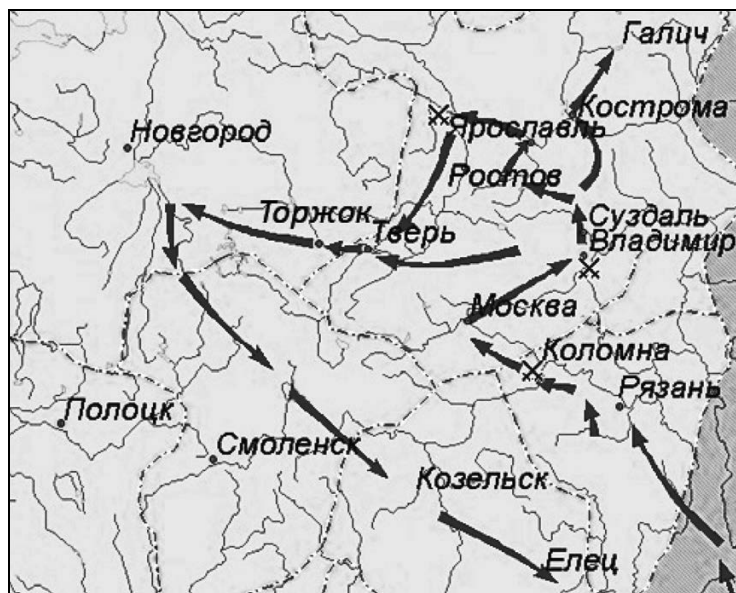 Галич
Кострома
Новгород
Ярославль
Ростов
Суздаль
Торжок
Тверь
Владимир
Москва
Коломна
Рязань
Полоцк
Смоленск
Козельск
Елец